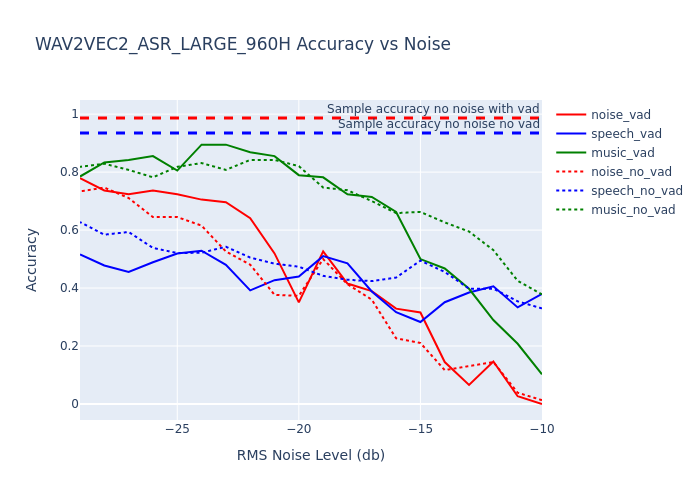 WAV2VEC2_ASR_LARGE_960H Accuracy vs Noise
Sample accuracy no noise with vad
Sample accuracy no noise no vad
1
0.8
0.6
0.4
0.2
0
Accuracy
−25
−20
−15
−10
RMS Noise Level (db)
noise_vad
speech_vad
music_vad
noise_no_vad
speech_no_vad
music_no_vad